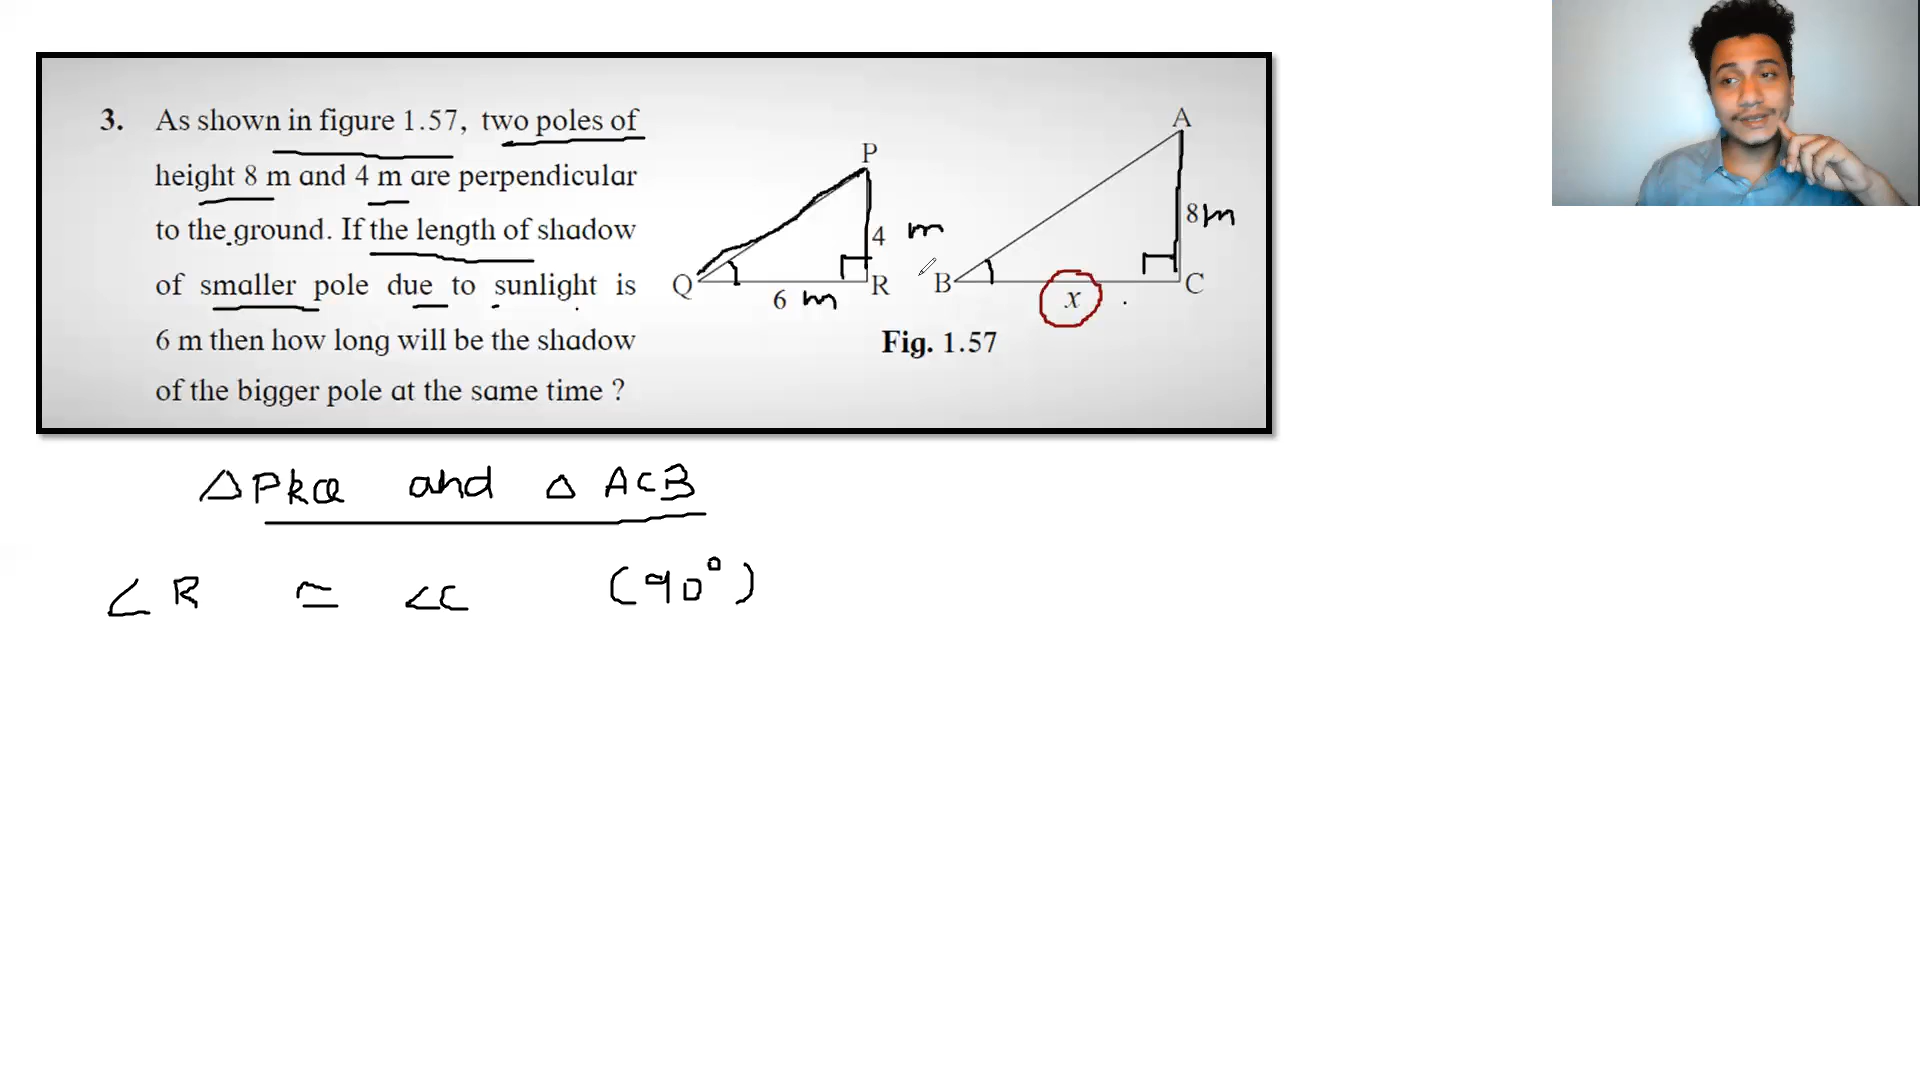 3. As shown in figure 1.57, two poles of
height 8 m and 4 m are perpendicular
to the ground. If the length of shadow
of smaller pole due to sunlight is
6 m then how long will be the shadow
of the bigger pole at the same time ?
P
4 m
Q
6 m
R
A
8 m
B
x
C
Fig. 1.57
△PRQ and △ ACB
∠R ≃ ∠C (90°)